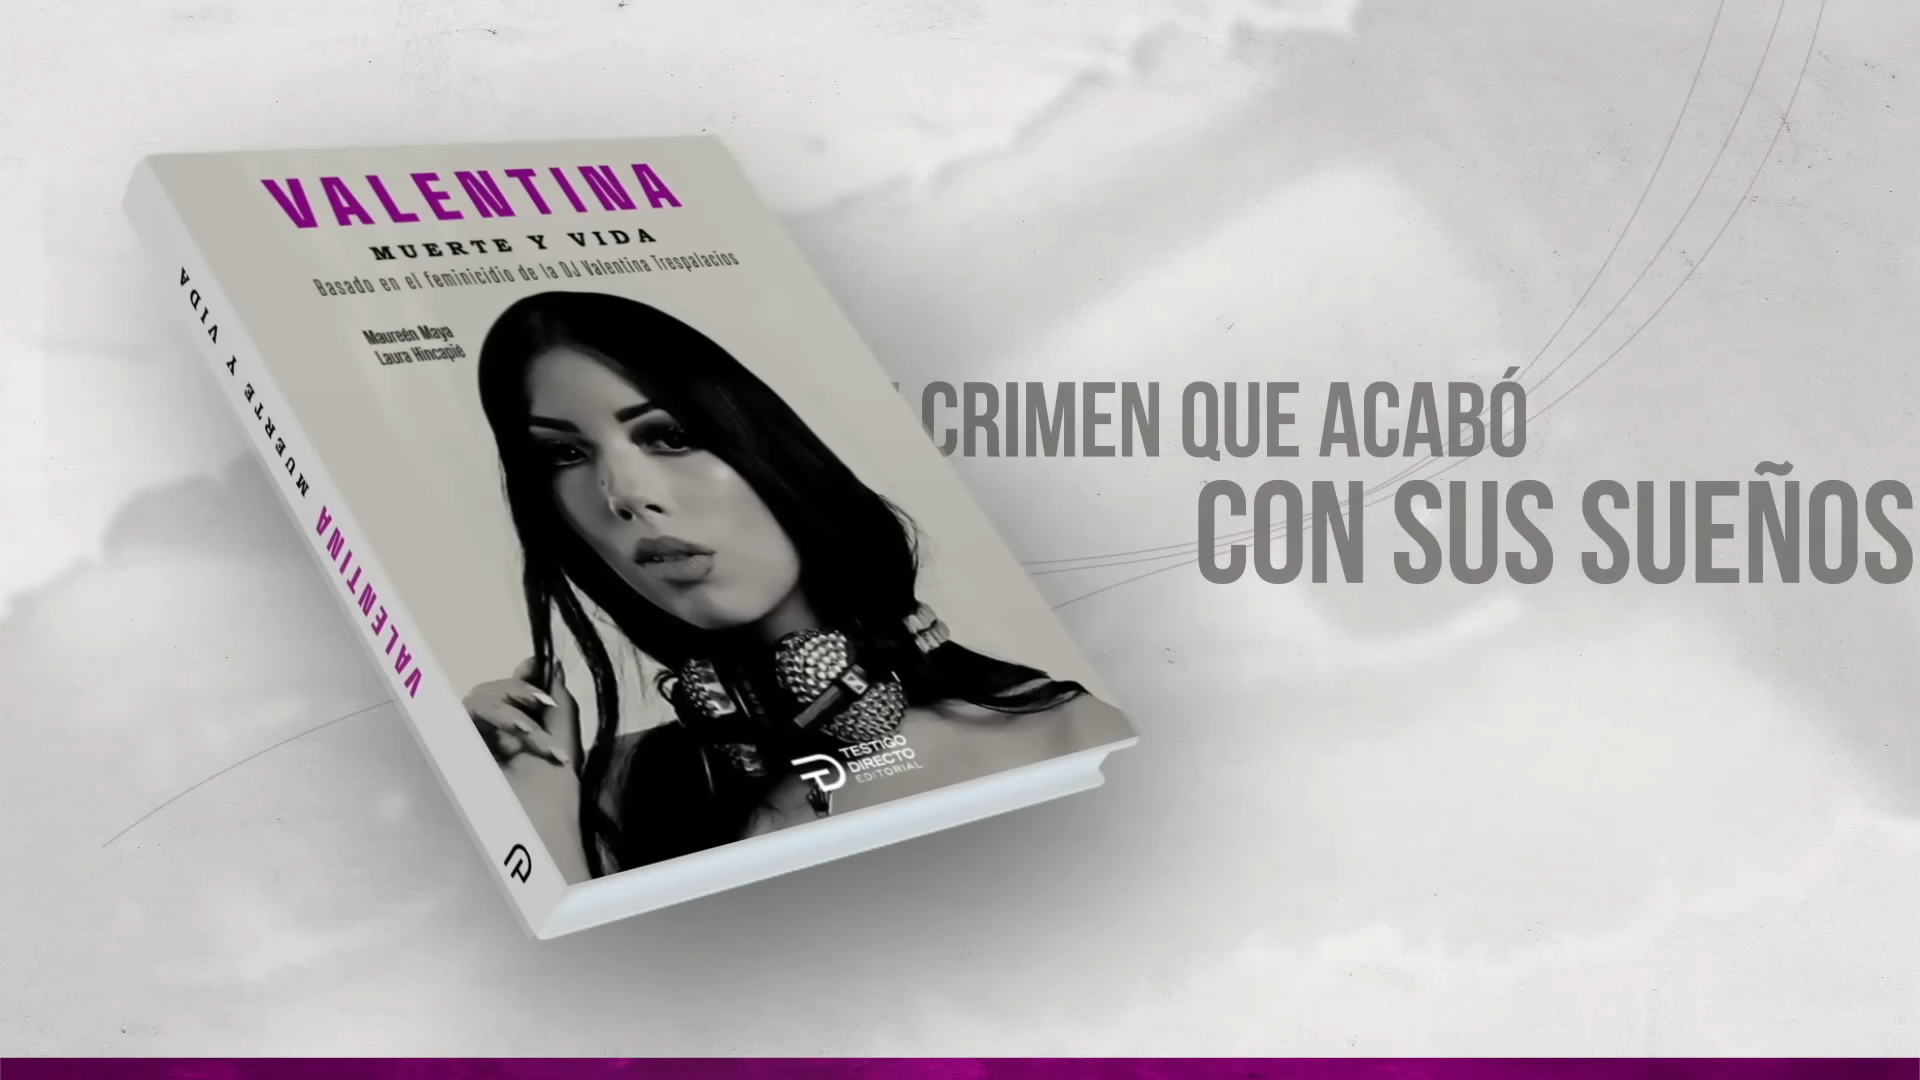 VALENTINA
MUERTE Y VIDA
Basado en el feminicidio de la DJ Valentina Trespalacios
Maureén Maya
Laura Hincapié
TESTIGO
DIRECTO
EDITORIAL
VALENTINA MUERTE Y VIDA
CRIMEN QUE ACABÓ
CON SUS SUEÑOS